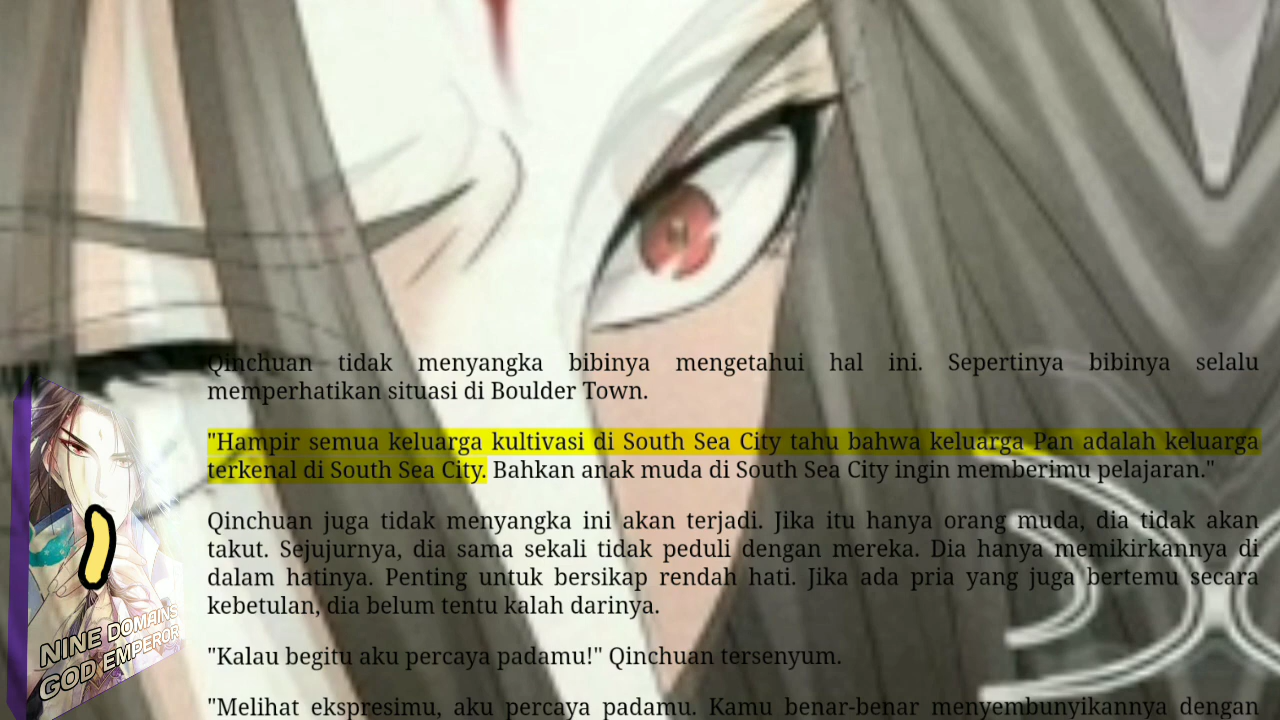 Qinchuan tidak menyangka bibinya mengetahui hal ini. Sepertinya bibinya selalu
memperhatikan situasi di Boulder Town.
"Hampir semua keluarga kultivasi di South Sea City tahu bahwa keluarga Pan adalah keluarga
terkenal di South Sea City. Bahkan anak muda di South Sea City ingin memberimu pelajaran."
Qinchuan juga tidak menyangka ini akan terjadi. Jika itu hanya orang muda, dia tidak akan
takut. Sejujurnya, dia sama sekali tidak peduli dengan mereka. Dia hanya memikirkannya di
dalam hatinya. Penting untuk bersikap rendah hati. Jika ada pria yang juga bertemu secara
kebetulan, dia belum tentu kalah darinya.
"Kalau begitu aku percaya padamu!" Qinchuan tersenyum.
"Melihat ekspresimu, aku percaya padamu. Kamu benar-benar menyembunyikannya dengan
NINE DOMAINS
GOD EMPEROR